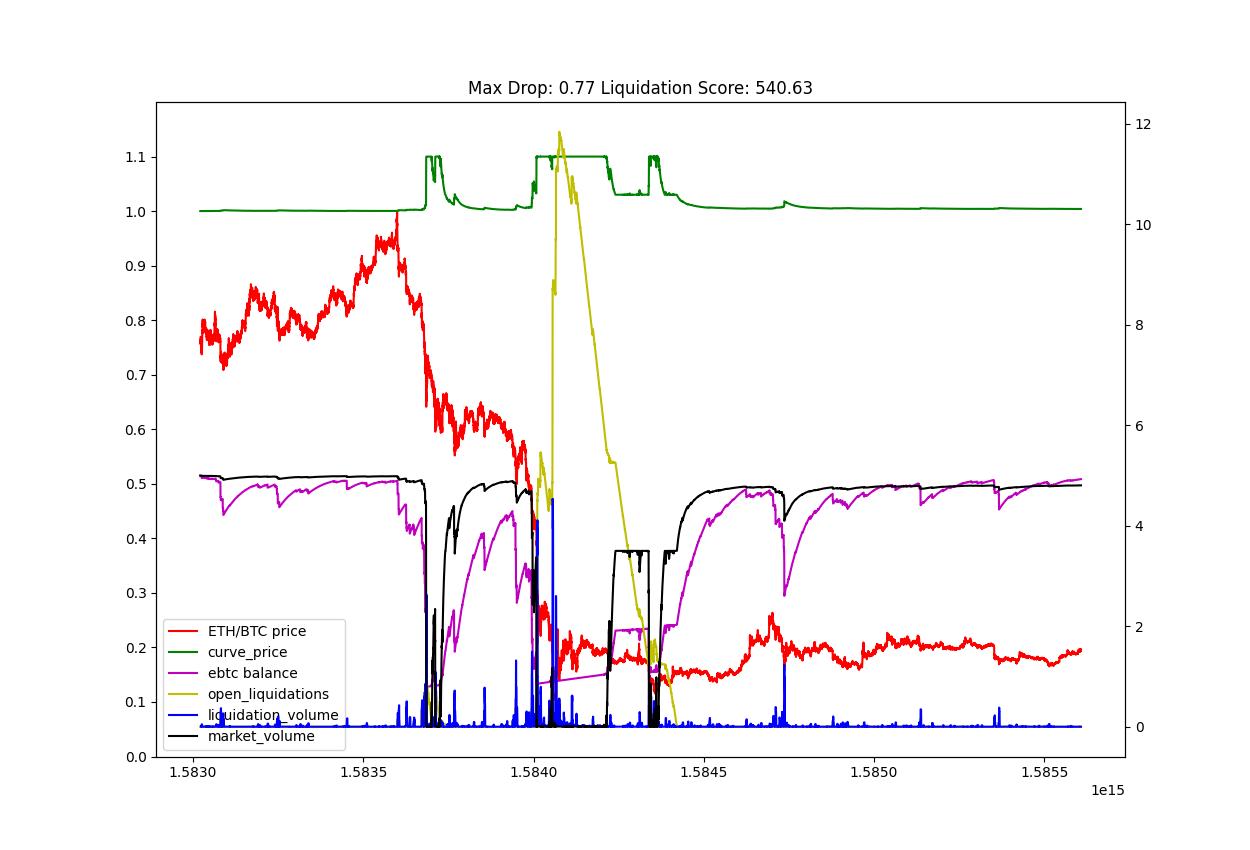 Max Drop: 0.77 Liquidation Score: 540.63
1.1
1.0
0.9
0.8
0.7
0.6
0.5
0.4
0.3
0.2
0.1
0.0
12
10
8
6
4
2
0
ETH/BTC price
curve_price
ebtc balance
open_liquidations
liquidation_volume
market_volume
1.5830 1.5835 1.5840 1.5845 1.5850 1.5855
1e15